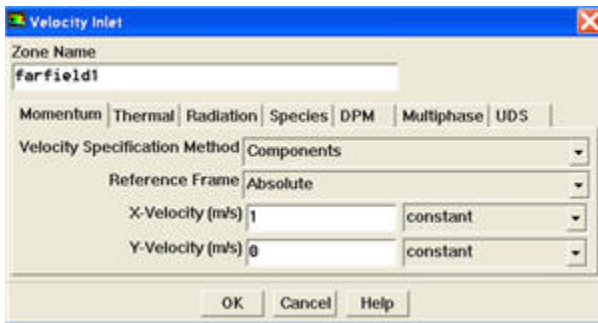 Velocity Inlet
Zone Name
farfield1
Momentum Thermal Radiation Species DPM Multiphase UDS
Velocity Specification Method Components
Reference Frame Absolute
X-Velocity (m/s) 1 constant
Y-Velocity (m/s) 0 constant
OK Cancel Help